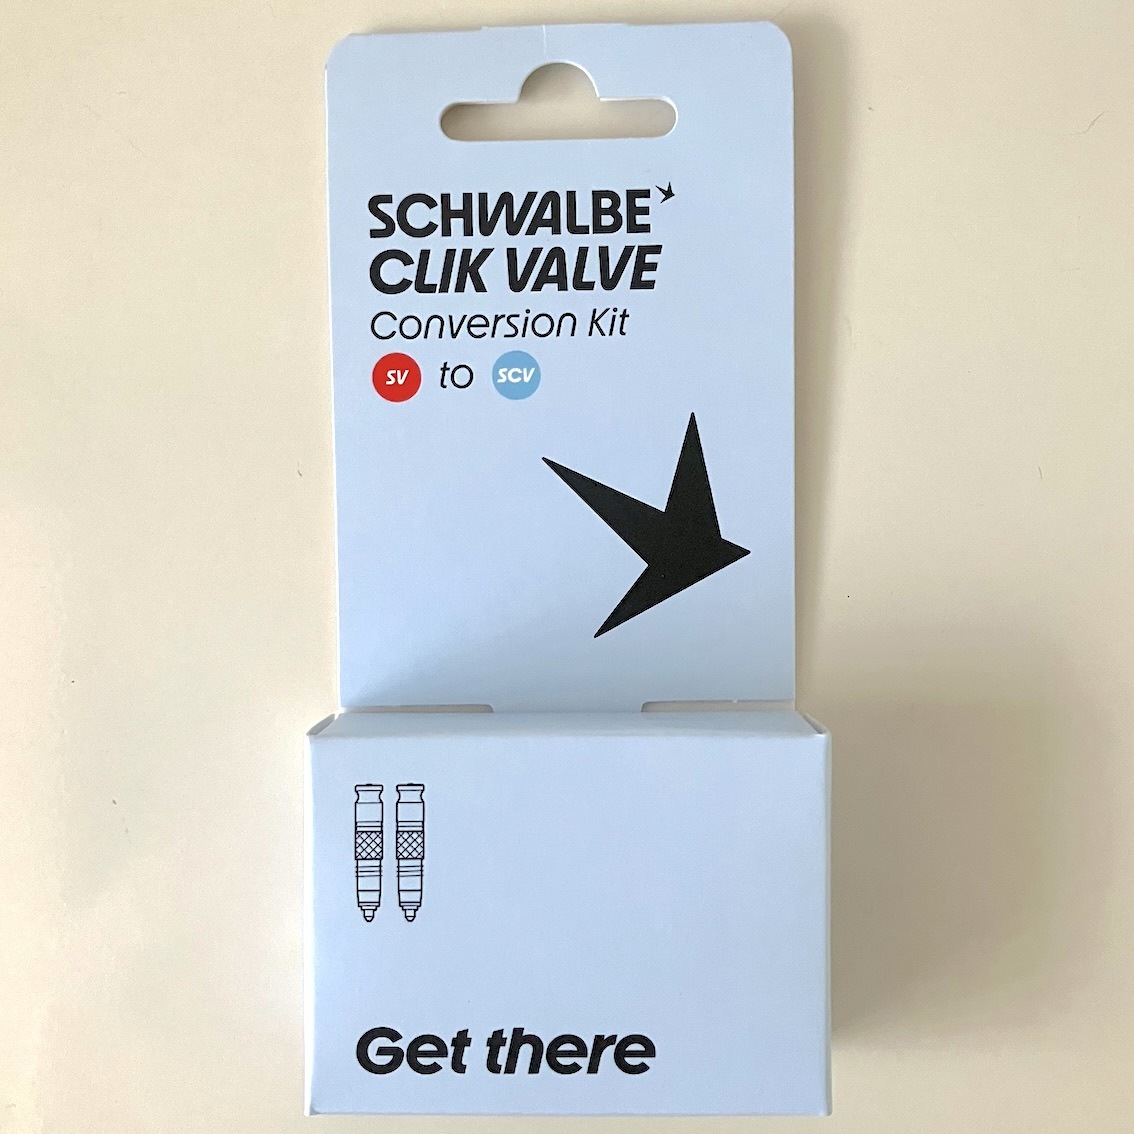 SCHWALBE
CLIK VALVE
Conversion Kit
SV to SCV
Get there